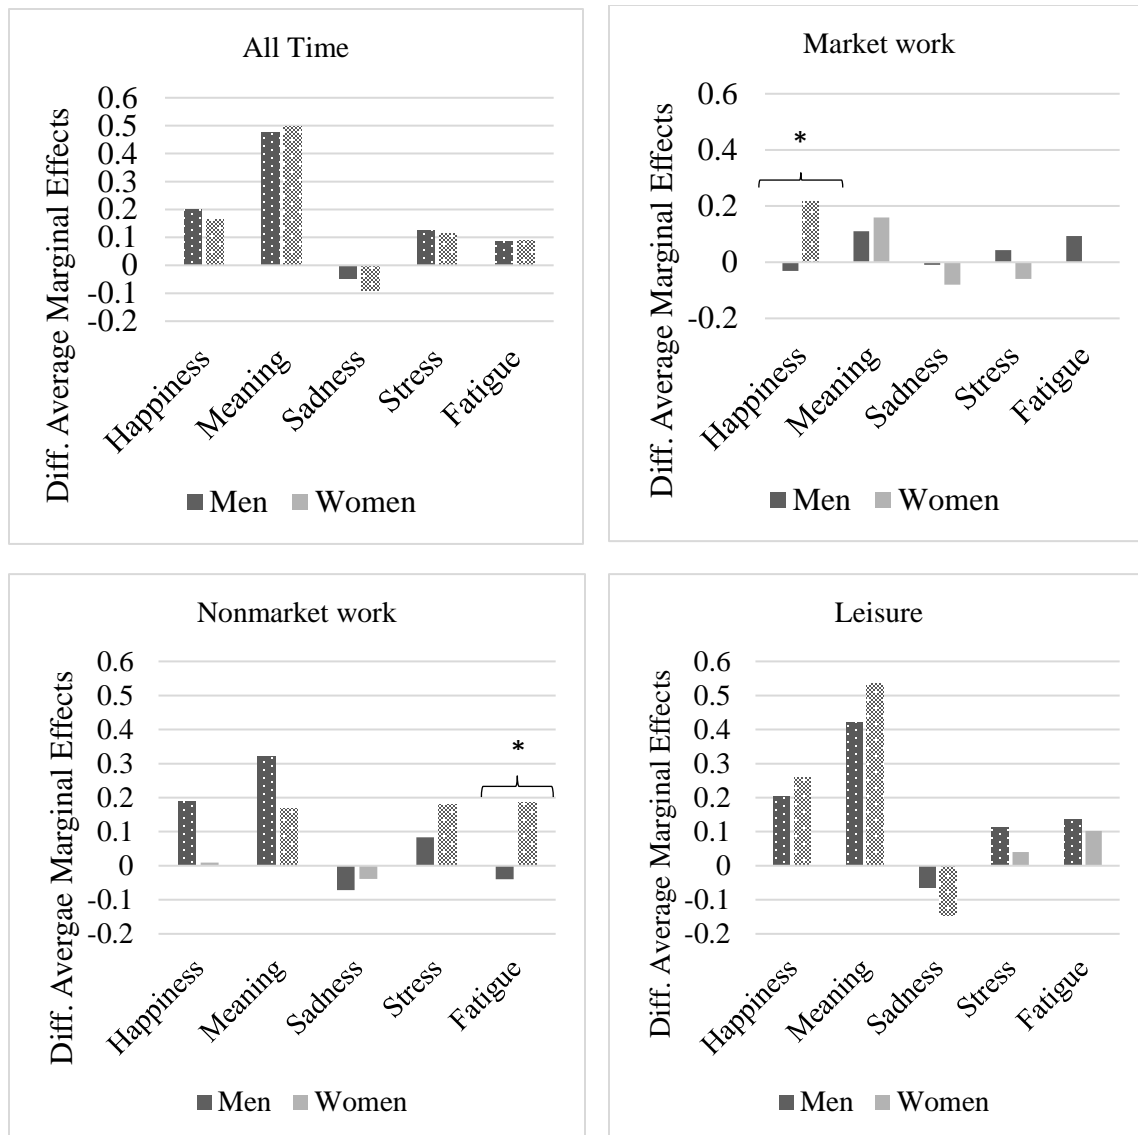 All Time
Diff. Average Marginal Effects
0.6
0.5
0.4
0.3
0.2
0.1
0
-0.1
-0.2
Happiness
Meaning
Sadness
Stress
Fatigue
Men Women
Market work
Diff. Average Marginal Effects
0.6
0.4
0.2
0
-0.2
*
Happiness
Meaning
Sadness
Stress
Fatigue
Men Women
Nonmarket work
Diff. Avergae Marginal Effects
0.6
0.5
0.4
0.3
0.2
0.1
0
-0.1
-0.2
*
Happiness
Meaning
Sadness
Stress
Fatigue
Men Women
Leisure
Diff. Average Marginal Effects
0.6
0.5
0.4
0.3
0.2
0.1
0
-0.1
-0.2
Happiness
Meaning
Sadness
Stress
Fatigue
Men Women